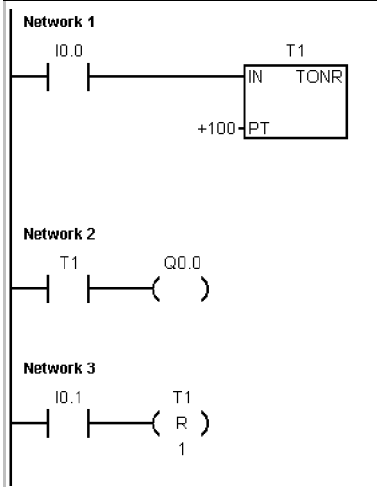 Network 1
I0.0 T1
IN TONR
+100 PT
Network 2
T1 Q0.0
Network 3
I0.1 T1
R
1